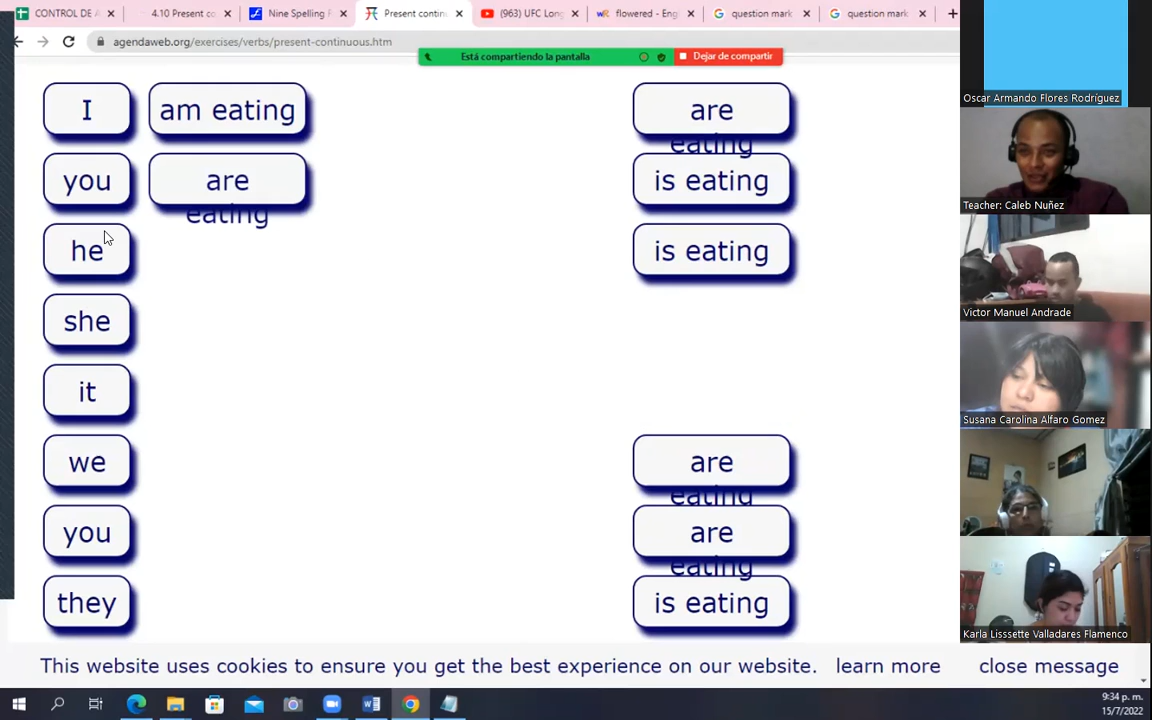 CONTROL DE A
4.10 Present co
Nine Spelling F
Present contin
(963) UFC Long
flowered - Eng
question mark
question mark
agendaweb.org/exercises/verbs/present-continuous.htm
Está compartiendo la pantalla
Dejar de compartir
I
am eating
are
eating
you
are
eating
is eating
he
is eating
she
it
we
are
eating
you
are
eating
they
is eating
This website uses cookies to ensure you get the best experience on our website.
learn more
close message
Oscar Armando Flores Rodríguez
Teacher: Caleb Nuñez
Victor Manuel Andrade
Susana Carolina Alfaro Gomez
Karla Lisssette Valladares Flamenco
9:34 p. m.
15/7/2022